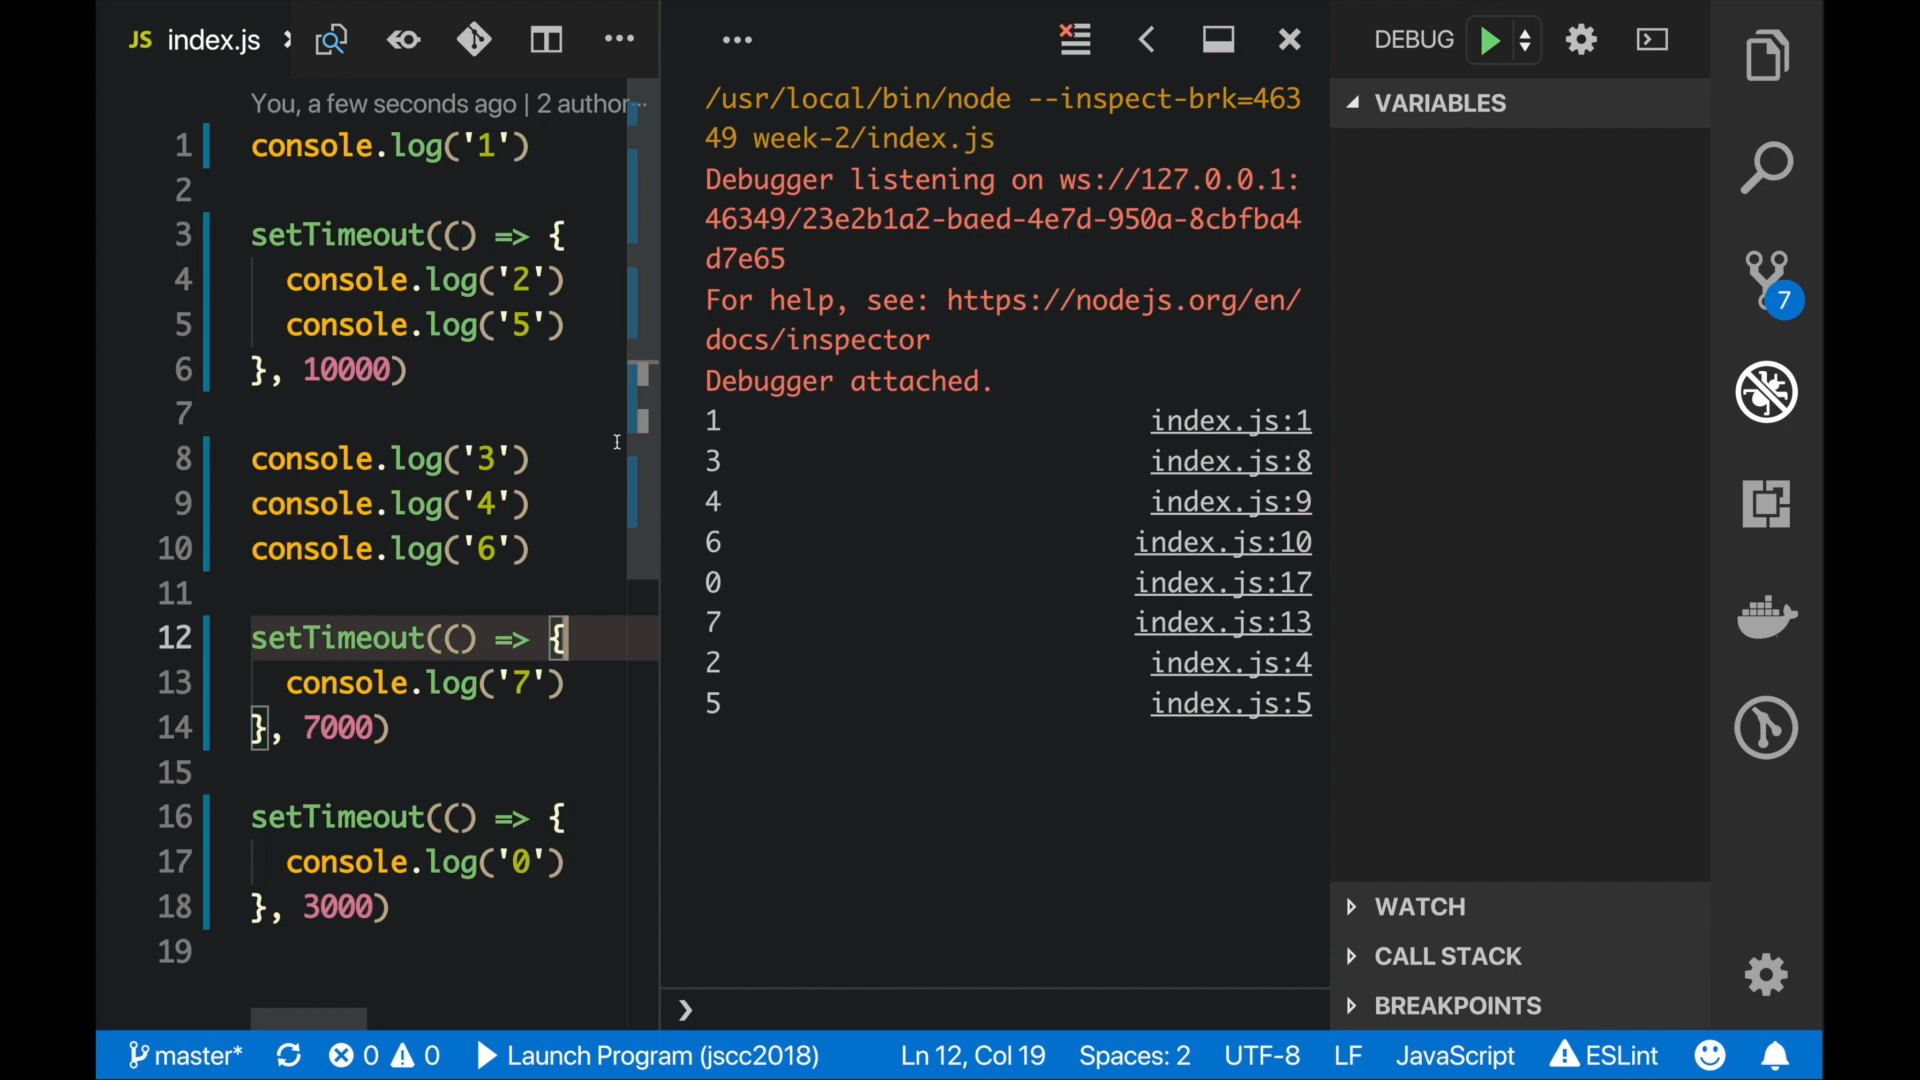 JS index.js
DEBUG
You, a few seconds ago | 2 author...
1 console.log('1')
2
3 setTimeout(() => {
4 console.log('2')
5 console.log('5')
6 }, 10000)
7
8 console.log('3')
9 console.log('4')
10 console.log('6')
11
12 setTimeout(() => {
13 console.log('7')
14 }, 7000)
15
16 setTimeout(() => {
17 console.log('0')
18 }, 3000)
19
/usr/local/bin/node --inspect-brk=463
49 week-2/index.js
Debugger listening on ws://127.0.0.1:
46349/23e2b1a2-baed-4e7d-950a-8cbfba4
d7e65
For help, see: https://nodejs.org/en/
docs/inspector
Debugger attached.
1 index.js:1
3 index.js:8
4 index.js:9
6 index.js:10
0 index.js:17
7 index.js:13
2 index.js:4
5 index.js:5
VARIABLES
WATCH
CALL STACK
BREAKPOINTS
7
master* 0 0 Launch Program (jscc2018) Ln 12, Col 19 Spaces: 2 UTF-8 LF JavaScript ESLint